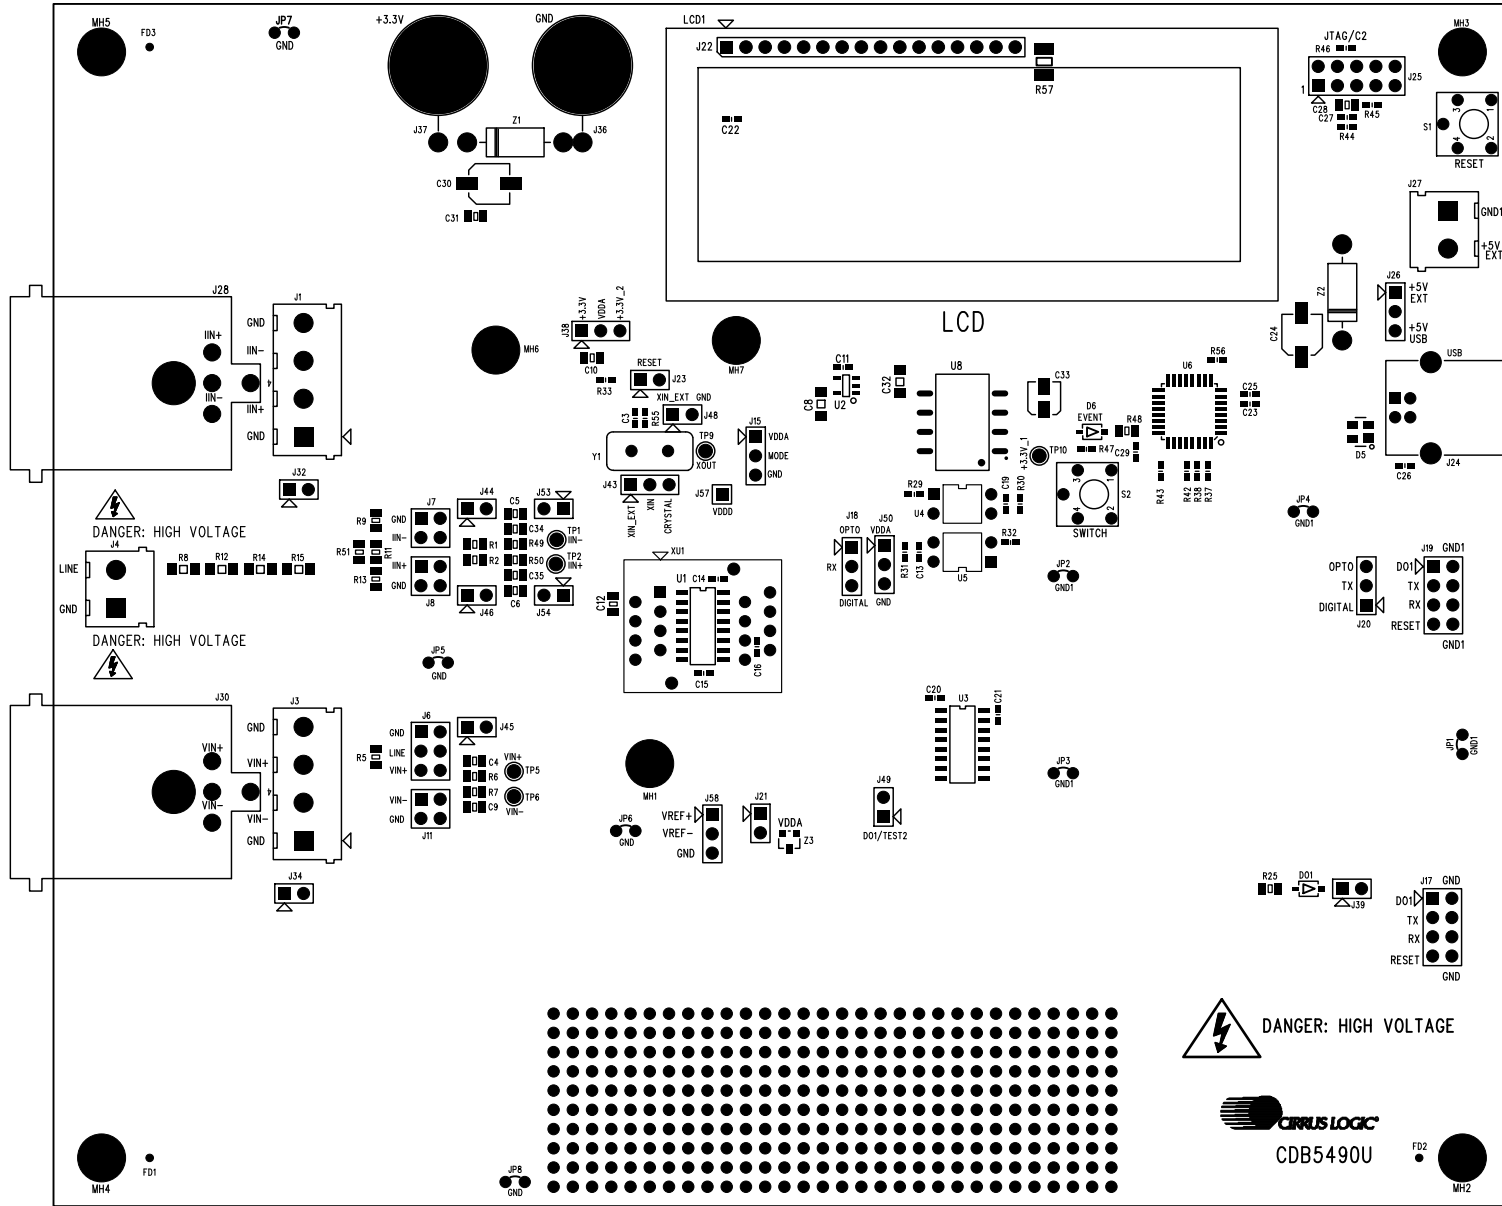 MH5
FD3
JP7
GND
+3.3V
GND
LCD1
J22
R57
C22
JTAG/C2
R46
J25
1
C28
C27
R45
R44
MH3
S1
3
1
4
2
RESET
J37
Z1
J36
C30
C31
J27
GND1
+5V
EXT
J26
+5V
EXT
+5V
USB
Z2
C24
LCD
J28
J1
GND
IIN+
IIN-
IIN-
IIN+
GND
4
J32
MH6
J38
+3.3V
VDDA
+3.3V_2
C10
R33
RESET
J23
MH7
XIN_EXT GND
J48
C3
R55
TP9
XOUT
Y1
J43
XIN_EXT
XIN
CRYSTAL
J15
VDDA
MODE
GND
J57
VDDD
C11
C8
U2
C32
U8
C33
D6
EVENT
R48
R47
C29
+3.3V_1
TP10
U6
R56
C25
C23
R43
R42
R38
R37
USB
D5
C26
J24
S2
3
1
4
2
SWITCH
R29
U4
C19
R30
R32
U5
R31
C13
J18
OPTO
RX
DIGITAL
J50
VDDA
GND
JP4
GND1
JP2
GND1
OPTO
TX
DIGITAL
J20
J19
GND1
DO1
TX
RX
RESET
GND1
DANGER: HIGH VOLTAGE
J4
LINE
GND
DANGER: HIGH VOLTAGE
R8
R12
R14
R15
R9
R51
R11
R13
J7
GND
IIN-
IIN+
GND
J8
J44
C5
J53
C34
R1
R49
TP1
IIN-
R2
R50
TP2
IIN+
C35
C6
J46
J54
JP5
GND
XU1
U1
C14
C12
C16
C15
J30
J3
VIN+
VIN-
4
GND
VIN+
VIN-
GND
J34
R5
J6
GND
LINE
VIN+
VIN-
GND
J11
J45
C4
R6
R7
C9
VIN+
TP5
TP6
VIN-
MH1
JP6
GND
J58
VREF+
VREF-
GND
J21
VDDA
Z3
C20
U3
C21
J49
DO1/TEST2
JP3
GND1
JP1
GND1
R25
DO1
J39
J17
GND
DO1
TX
RX
RESET
GND
DANGER: HIGH VOLTAGE
CIRRUS LOGIC®
CDB5490U
FD2
MH2
MH4
FD1
JP8
GND